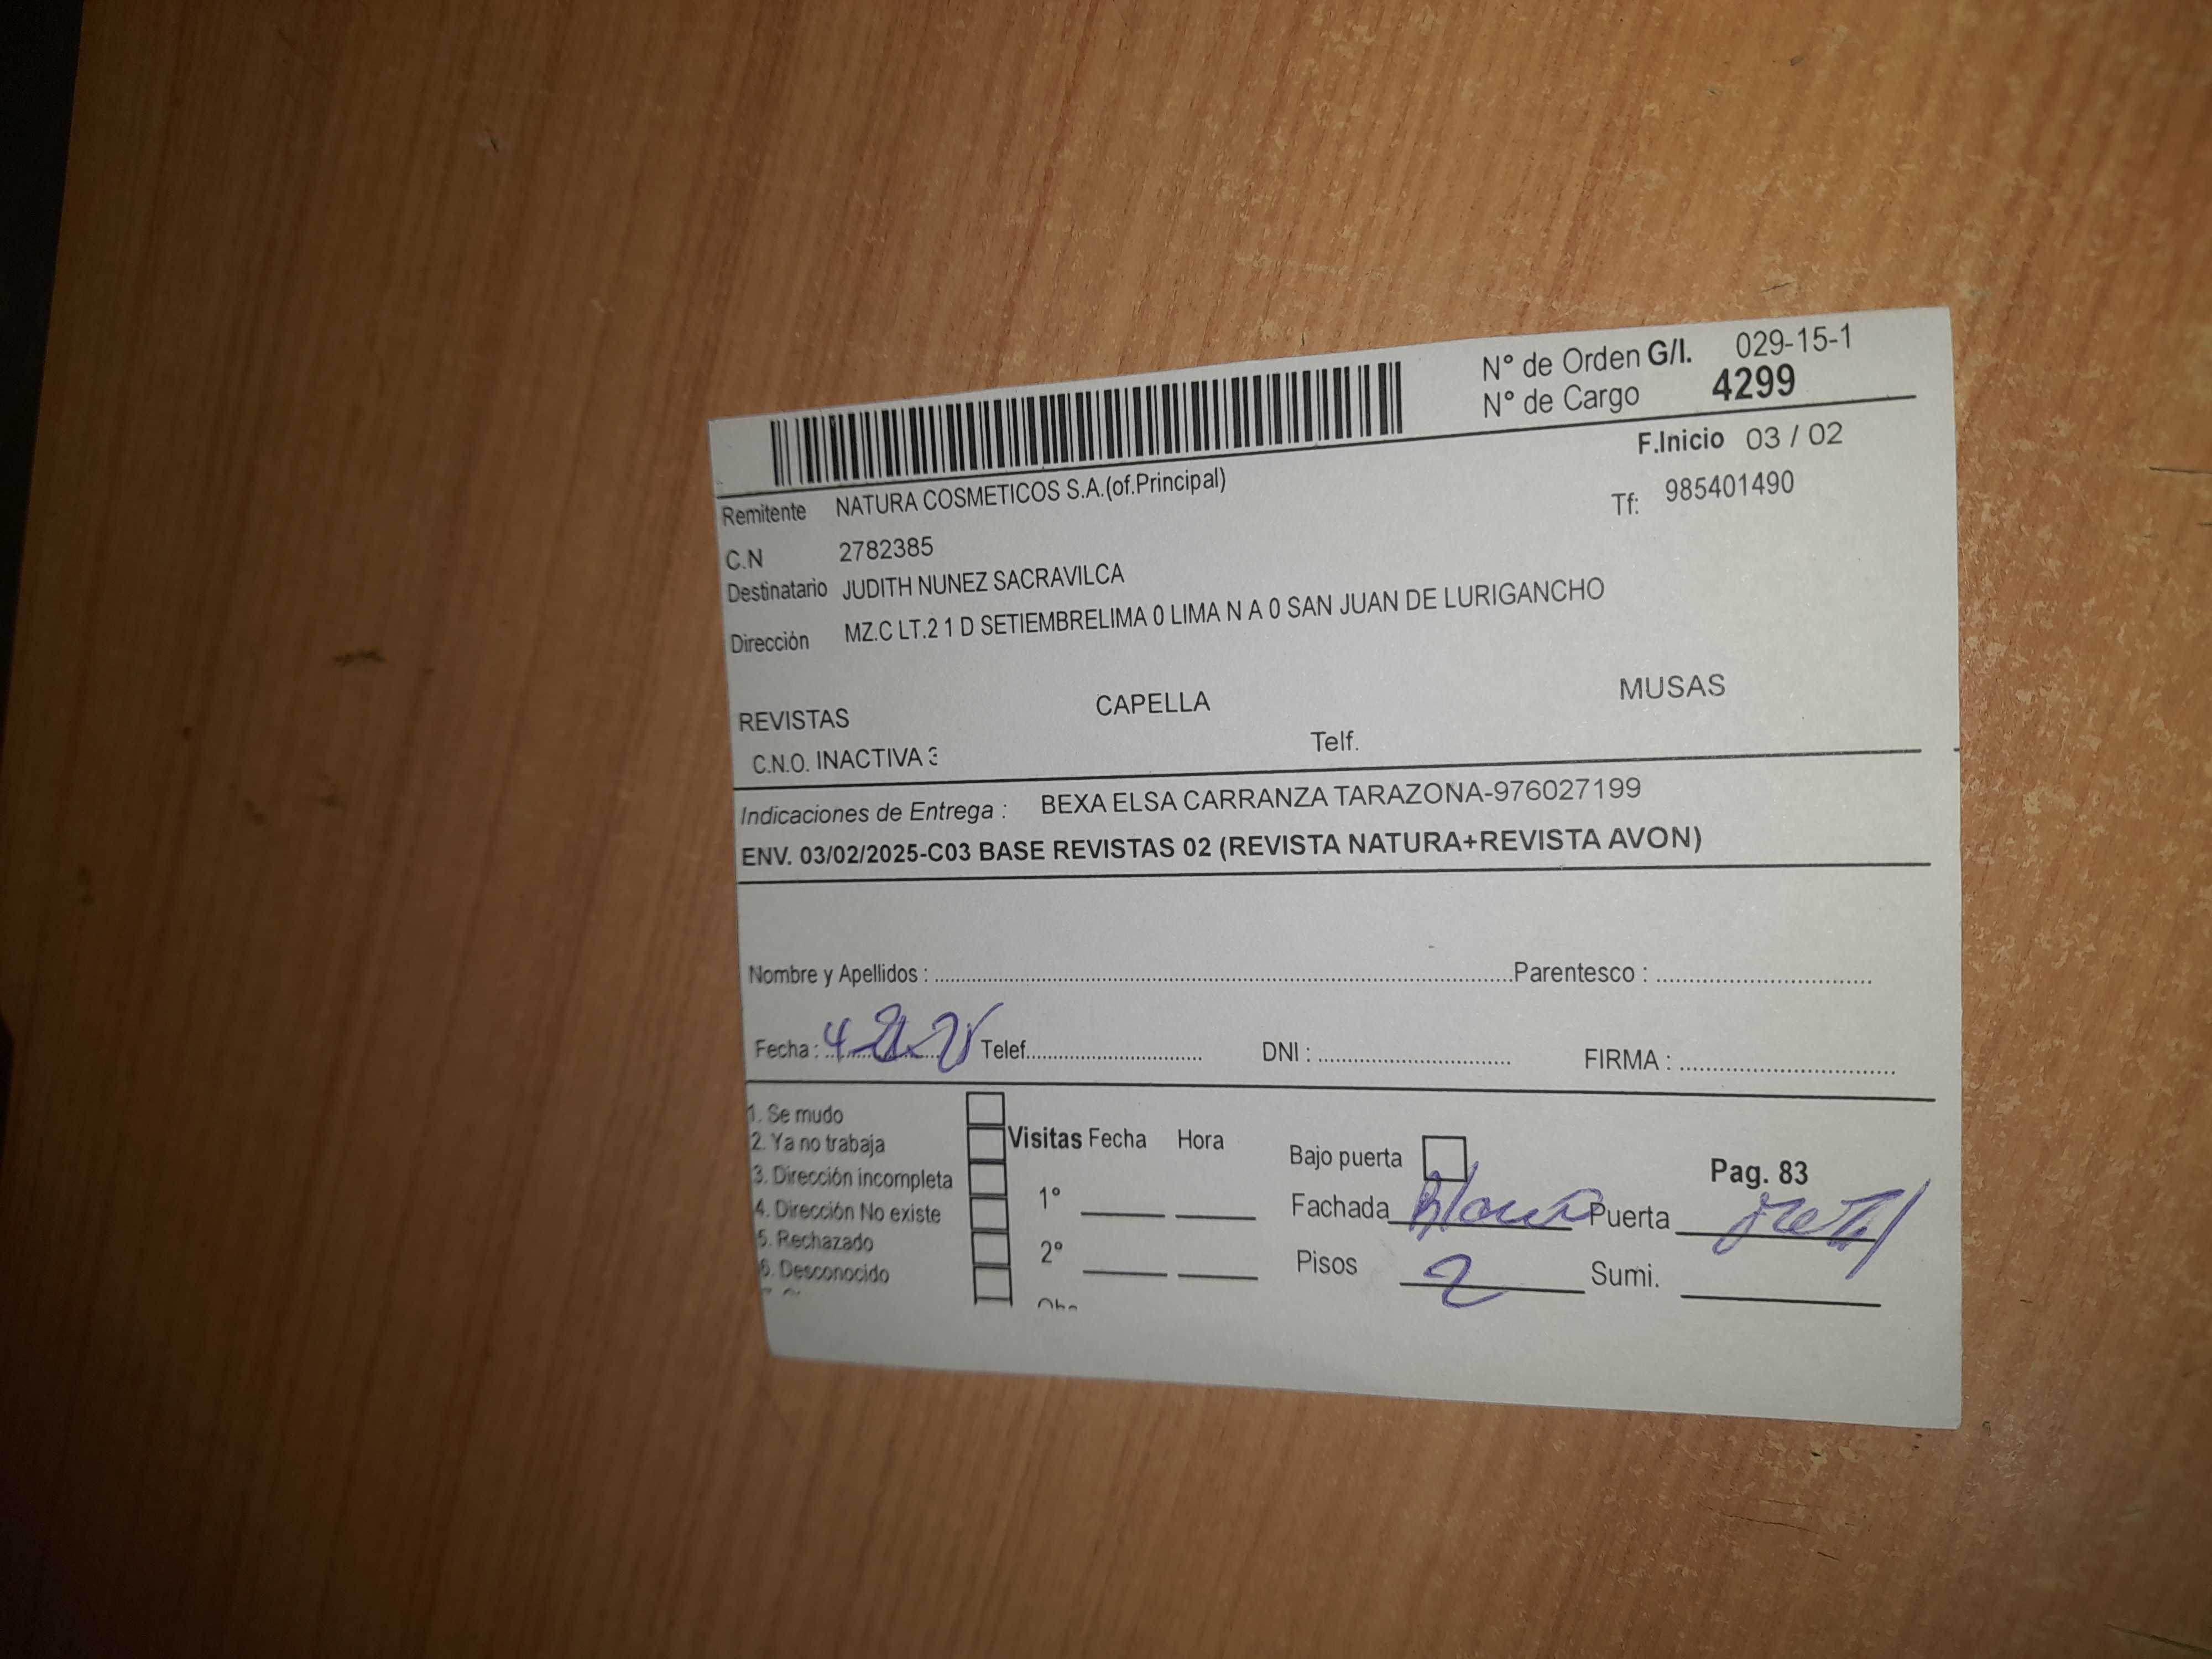 N° de Orden G/I. 029-15-1
N° de Cargo 4299
F.Inicio 03 / 02
Remitente NATURA COSMETICOS S.A.(of.Principal)
Tf: 985401490
C.N 2782385
Destinatario JUDITH NUNEZ SACRAVILCA
Dirección MZ.C LT.2 1 D SETIEMBRELIMA 0 LIMA N A 0 SAN JUAN DE LURIGANCHO
REVISTAS CAPELLA MUSAS
C.N.O. INACTIVA 3 Telf.
Indicaciones de Entrega : BEXA ELSA CARRANZA TARAZONA-976027199
ENV. 03/02/2025-C03 BASE REVISTAS 02 (REVISTA NATURA+REVISTA AVON)
Nombre y Apellidos : Parentesco :
Fecha : Telef. DNI : FIRMA :
1. Se mudo
2. Ya no trabaja
3. Dirección incompleta
4. Dirección No existe
5. Rechazado
6. Desconocido
Visitas Fecha Hora
1°
2°
Bajo puerta Pag. 83
Fachada Puerta
Pisos 2 Sumi.